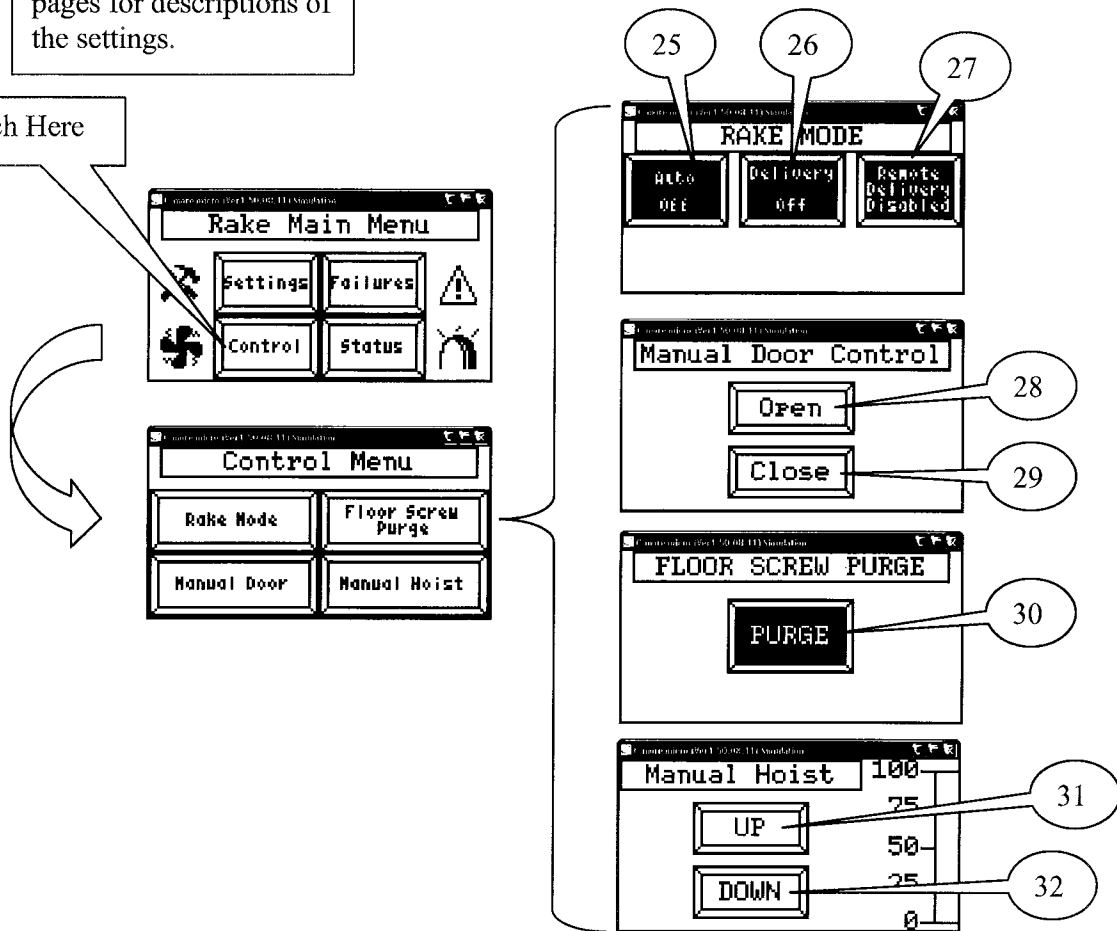 pages for descriptions of
the settings.
ch Here
Rake Main Menu
Settings
Failures
Control
Status
Control Menu
Rake Mode
Floor Screw
Purge
Manual Door
Manual Hoist
25
26
27
RAKE MODE
Auto
Off
Delivery
Off
Remote
Delivery
Disabled
Manual Door Control
Open
28
Close
29
FLOOR SCREW PURGE
PURGE
30
Manual Hoist
100
75
50
25
0
UP
31
DOWN
32